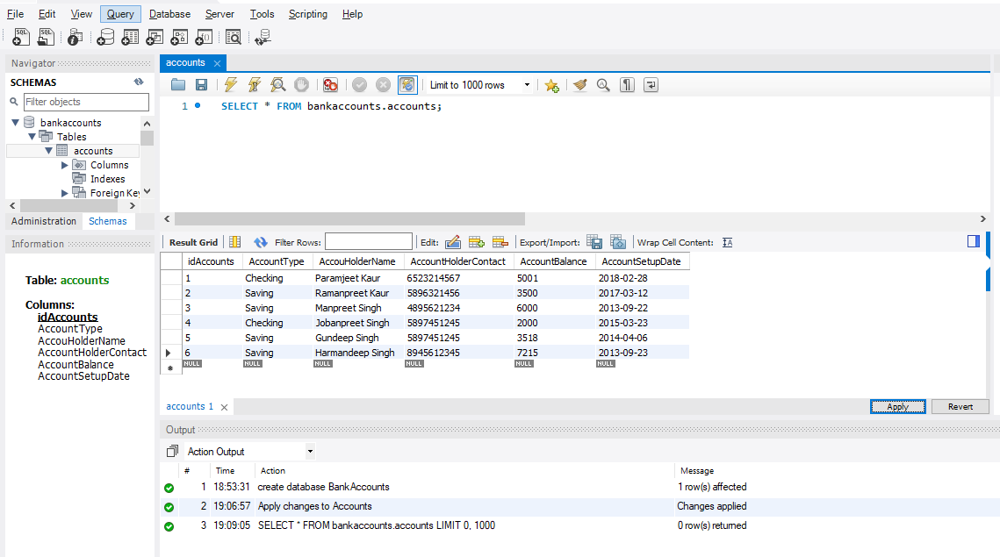 File Edit View Query Database Server Tools Scripting Help
Navigator
SCHEMAS
Filter objects
bankaccounts
Tables
accounts
Columns
Indexes
Foreign Key
Administration Schemas
Information
Table: accounts
Columns:
idAccounts
AccountType
AccouHolderName
AccountHolderContact
AccountBalance
AccountSetupDate
accounts
Limit to 1000 rows
1 SELECT * FROM bankaccounts.accounts;
Result Grid Filter Rows: Edit: Export/Import: Wrap Cell Content:
idAccounts AccountType AccouHolderName AccountHolderContact AccountBalance AccountSetupDate
1 Checking Paramjeet Kaur 6523214567 5001 2018-02-28
2 Saving Ramanpreet Kaur 5896321456 3500 2017-03-12
3 Saving Manpreet Singh 4895621234 6000 2013-09-22
4 Checking Jobanpreet Singh 5897451245 2000 2015-03-23
5 Saving Gundeep Singh 5897451245 3518 2014-04-06
6 Saving Harmandeep Singh 8945612345 7215 2013-09-23
NULL NULL NULL NULL NULL NULL
accounts 1 Apply Revert
Output
Action Output
# Time Action Message
1 18:53:31 create database BankAccounts 1 row(s) affected
2 19:06:57 Apply changes to Accounts Changes applied
3 19:09:05 SELECT * FROM bankaccounts.accounts LIMIT 0, 1000 0 row(s) returned